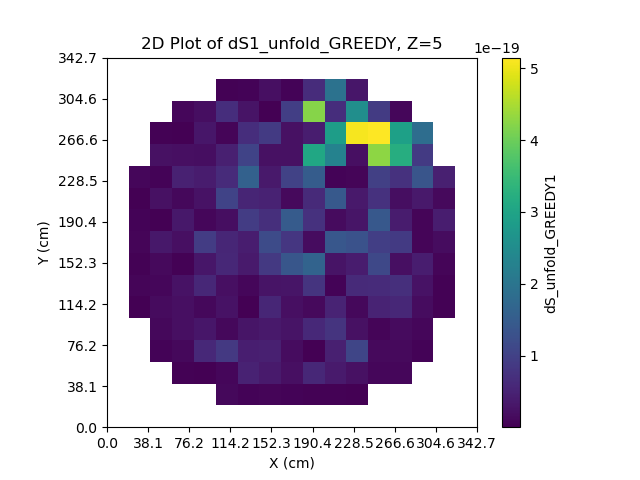 2D Plot of dS1_unfold_GREEDY, Z=5
1e−19
342.7
304.6
266.6
228.5
190.4
152.3
114.2
76.2
38.1
0.0
Y (cm)
0.0 38.1 76.2 114.2 152.3 190.4 228.5 266.6 304.6 342.7
X (cm)
5
4
3
2
1
dS_unfold_GREEDY1